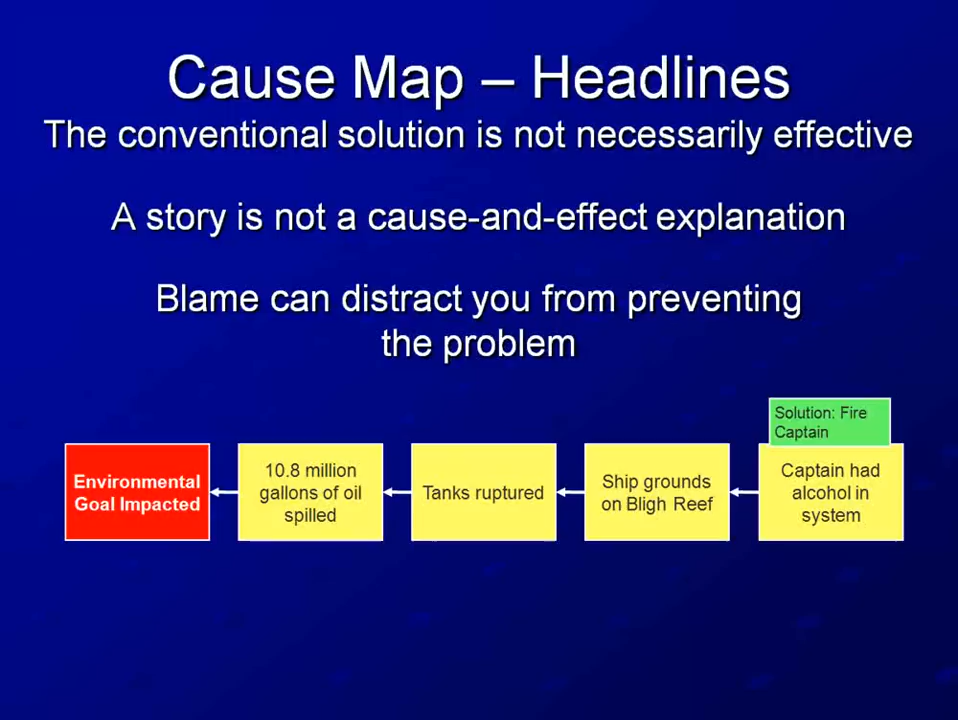 Cause Map – Headlines
The conventional solution is not necessarily effective
A story is not a cause-and-effect explanation
Blame can distract you from preventing
the problem
Environmental
Goal Impacted
10.8 million
gallons of oil
spilled
Tanks ruptured
Ship grounds
on Bligh Reef
Solution: Fire
Captain
Captain had
alcohol in
system